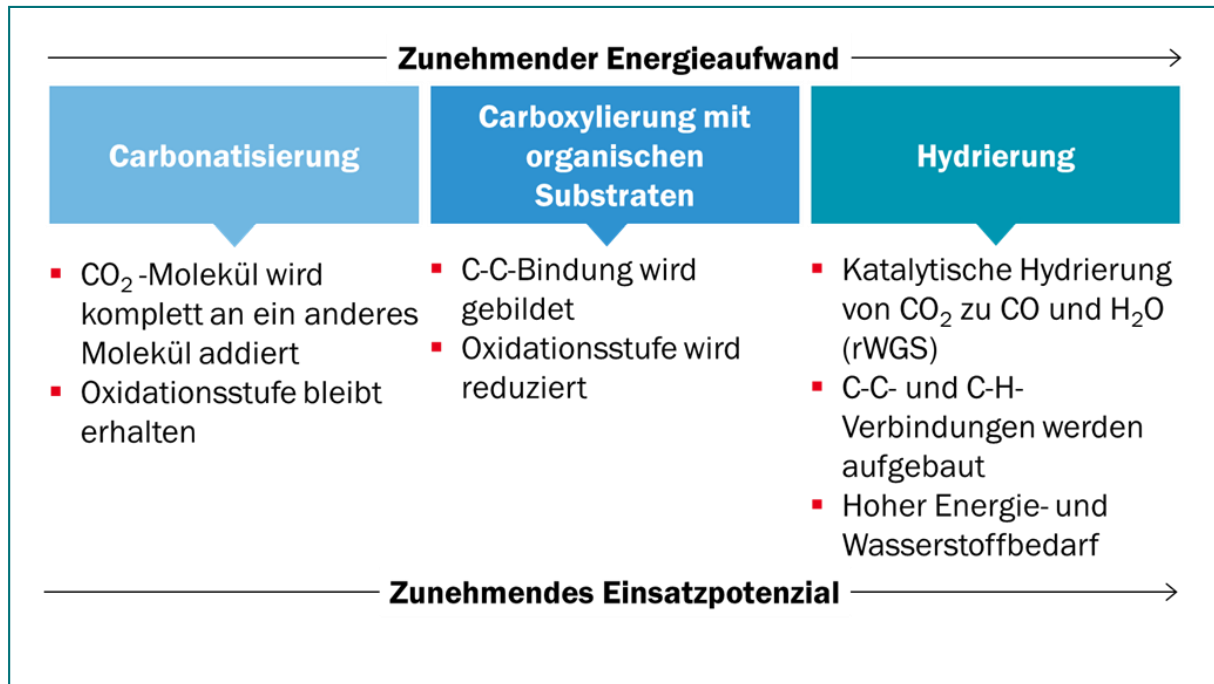 Zunehmender Energieaufwand
Carbonatisierung
Carboxylierung mit
organischen
Substraten
Hydrierung
▪ CO₂ -Molekül wird
komplett an ein anderes
Molekül addiert
▪ Oxidationsstufe bleibt
erhalten
▪ C-C-Bindung wird
gebildet
▪ Oxidationsstufe wird
reduziert
▪ Katalytische Hydrierung
von CO₂ zu CO und H₂O
(rWGS)
▪ C-C- und C-H-
Verbindungen werden
aufgebaut
▪ Hoher Energie- und
Wasserstoffbedarf
Zunehmendes Einsatzpotenzial